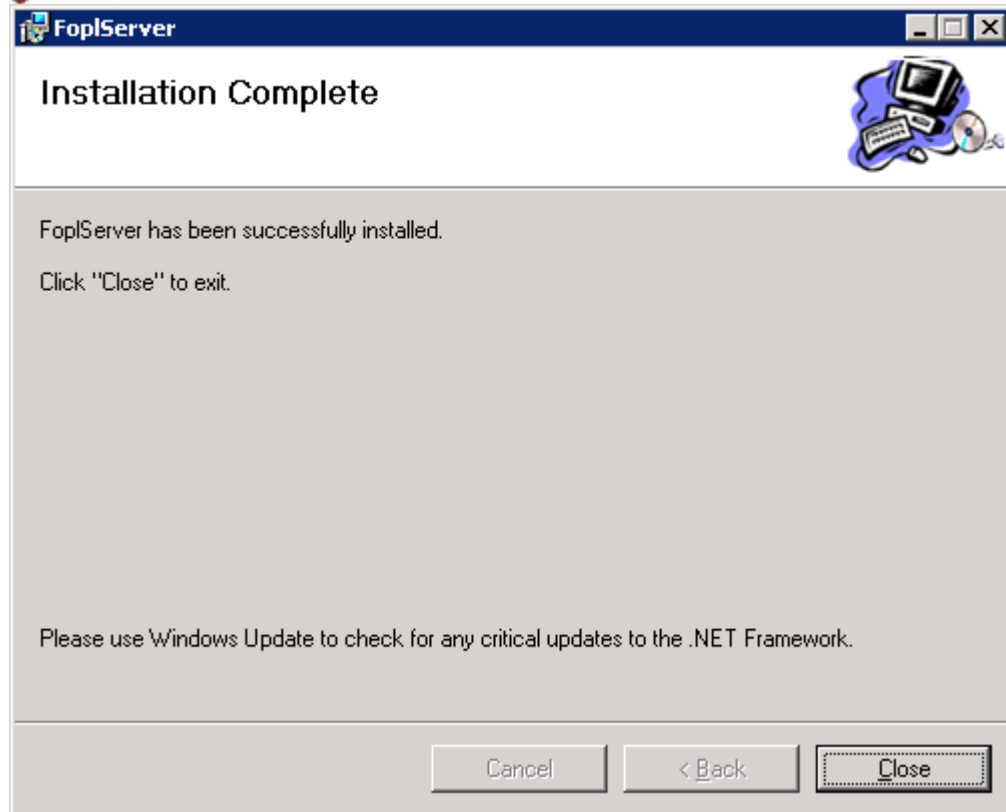 FoplServer
Installation Complete
FoplServer has been successfully installed.
Click "Close" to exit.
Please use Windows Update to check for any critical updates to the .NET Framework.
Cancel
< Back
Close